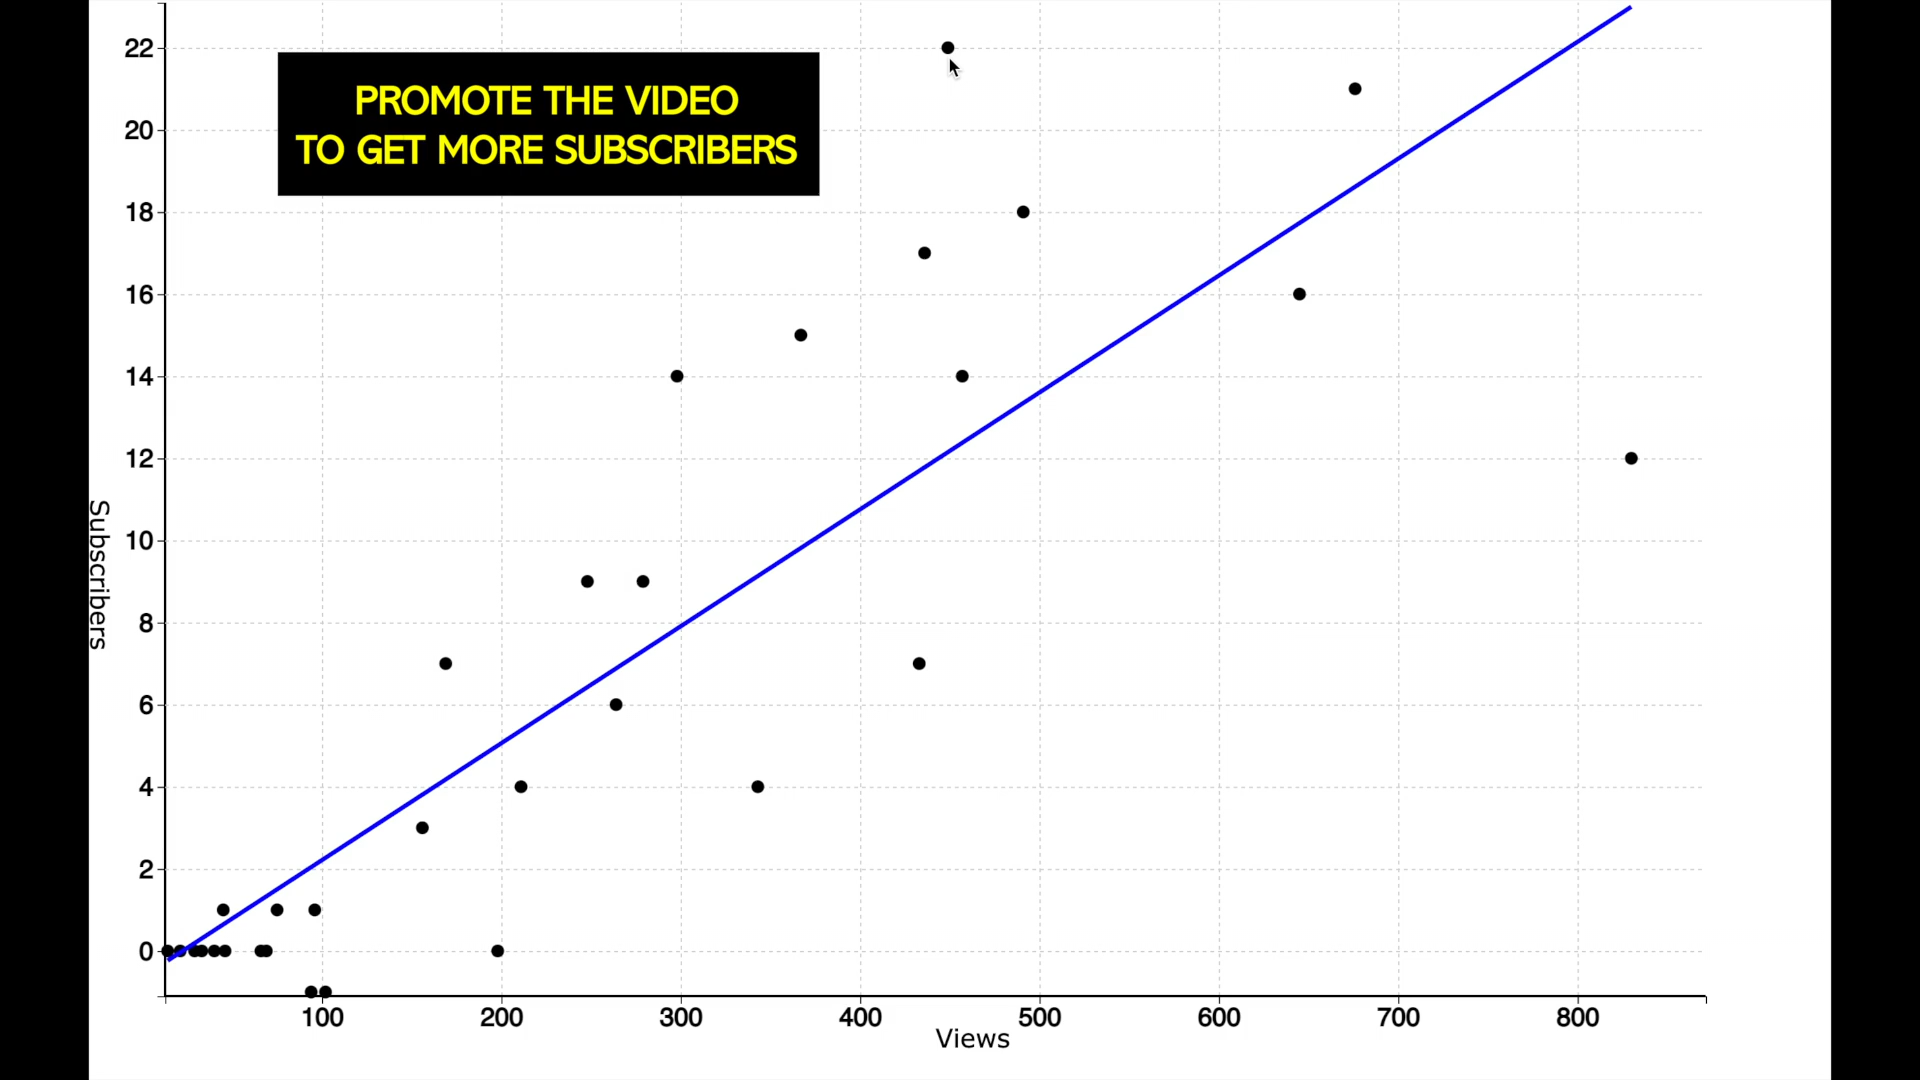 PROMOTE THE VIDEO
TO GET MORE SUBSCRIBERS
22
20
18
16
14
12
10
8
6
4
2
0
Subscribers
100 200 300 400 500 600 700 800
Views